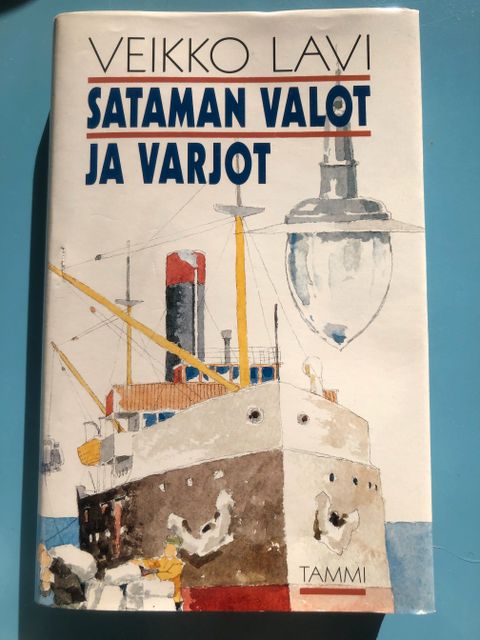 VEIKKO LAVI
SATAMAN VALOT
JA VARJOT
TAMMI